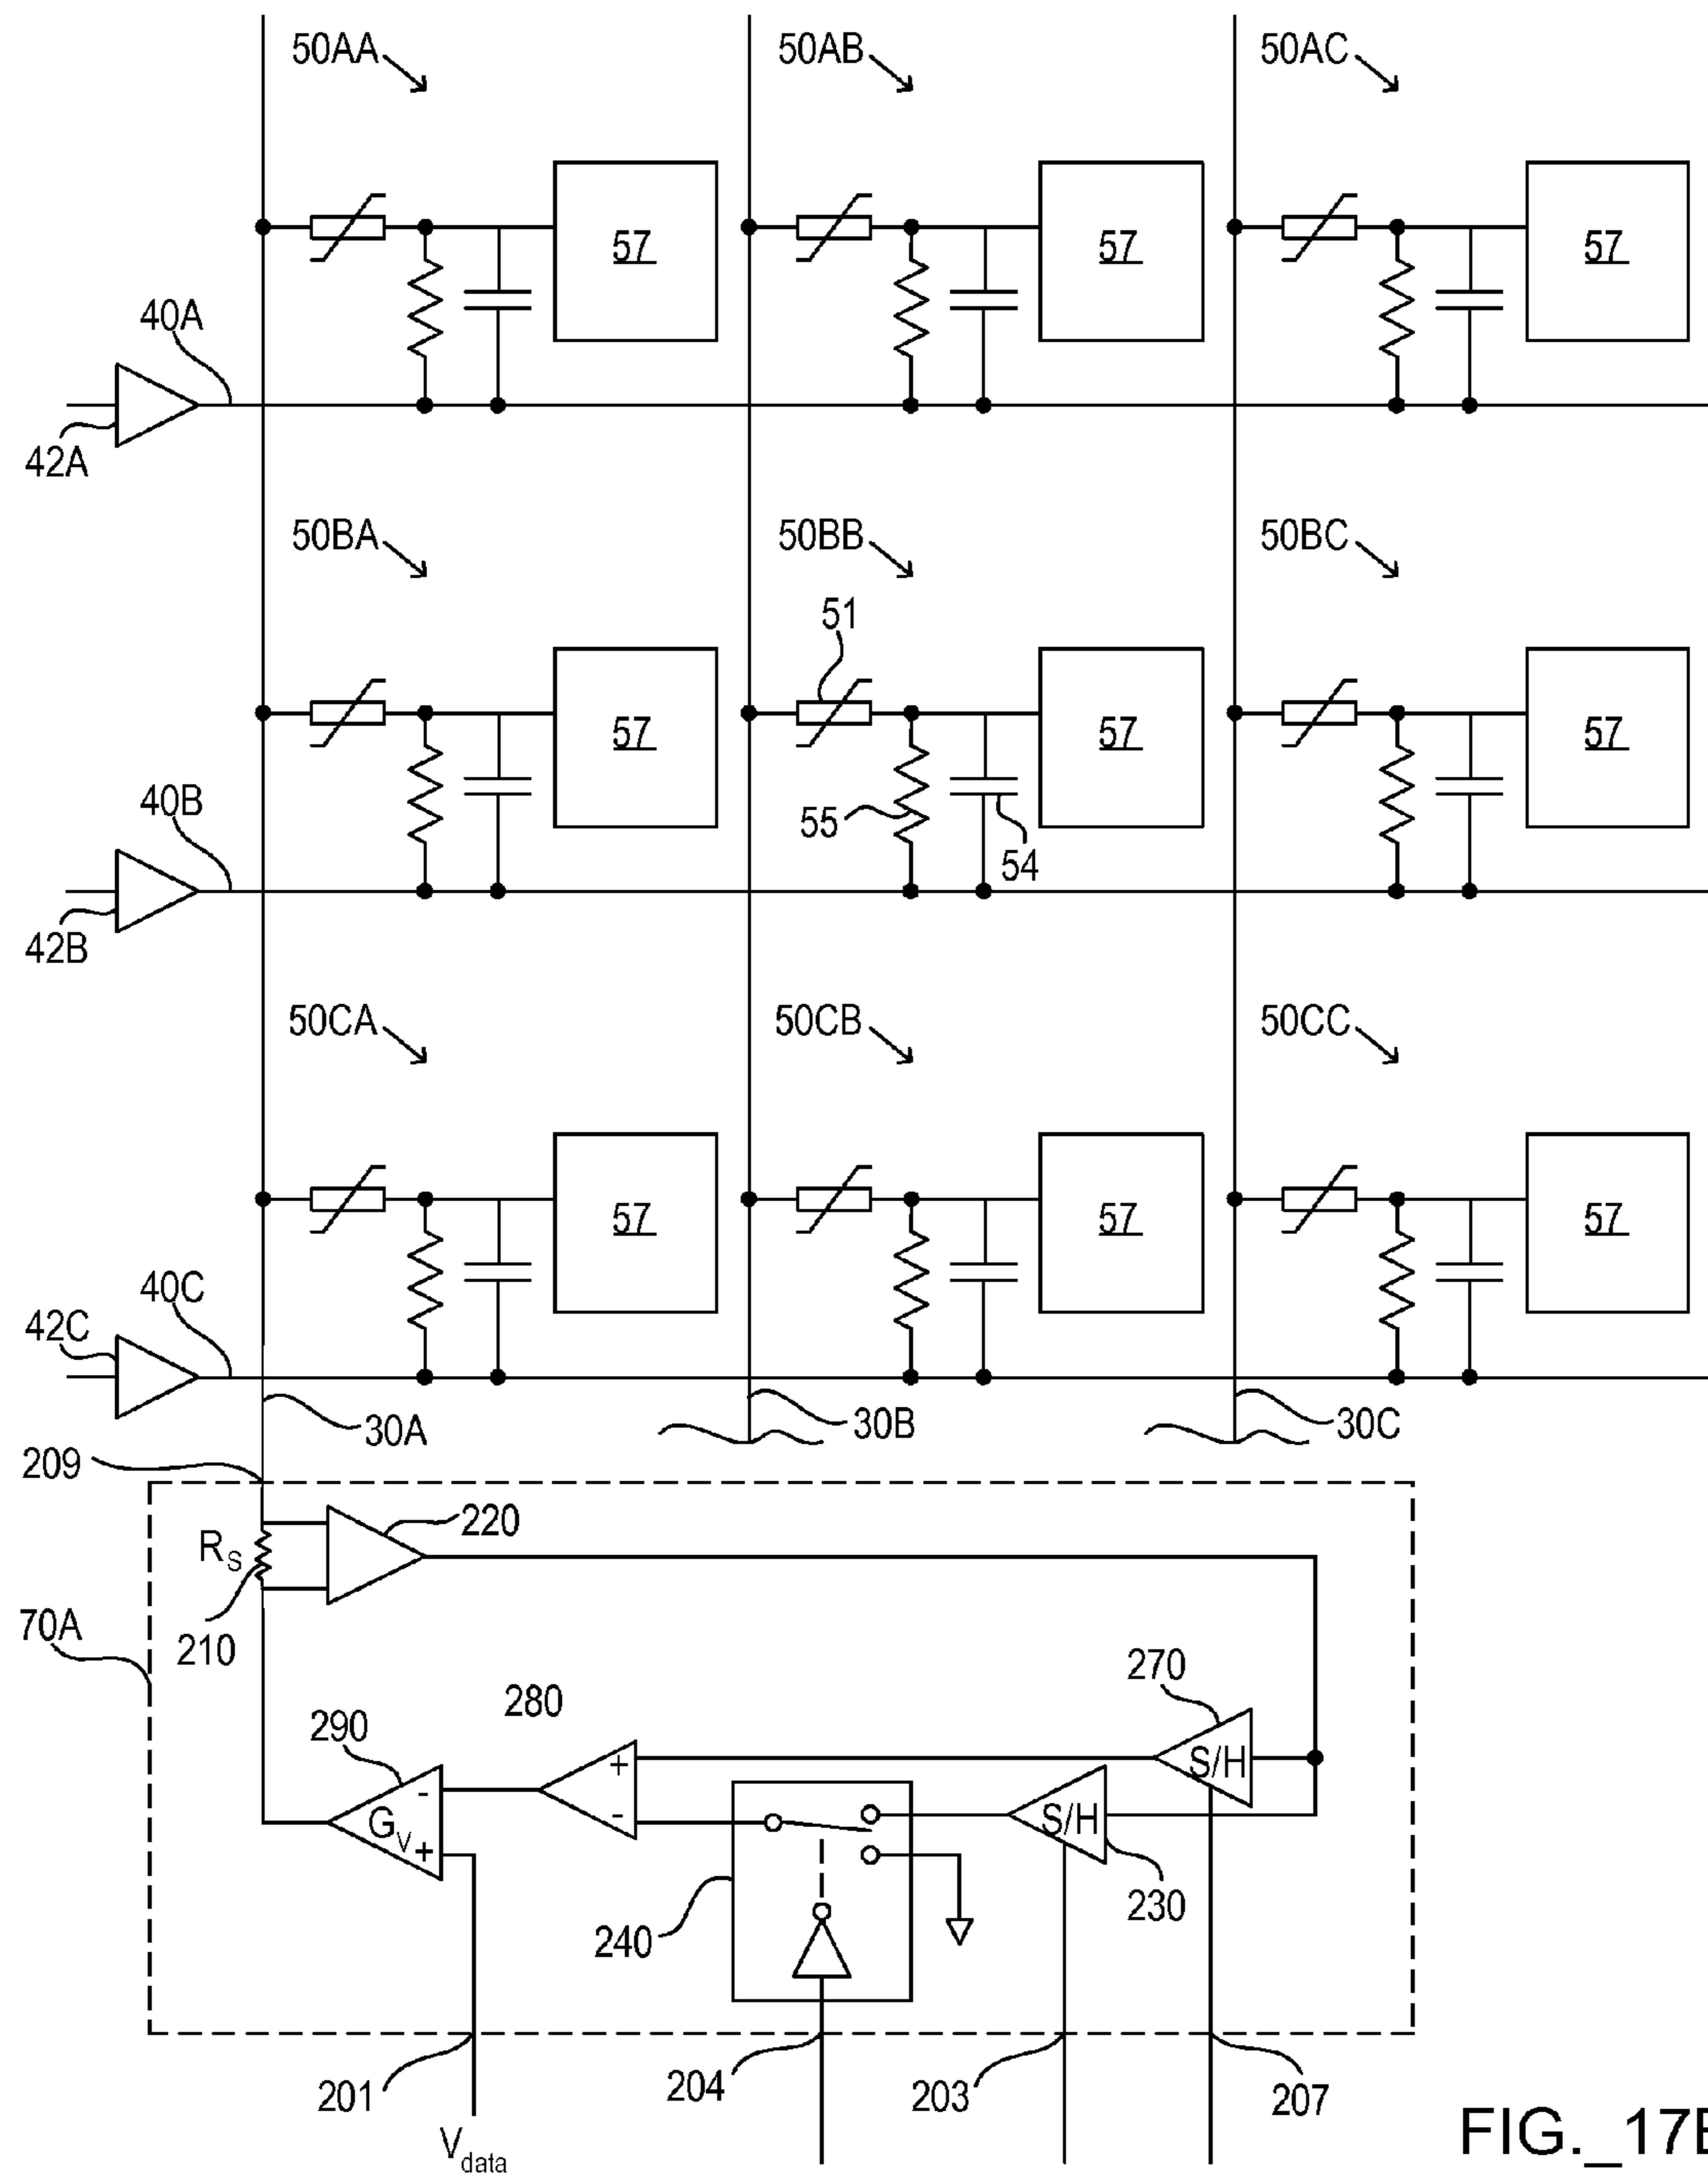 50AA 50AB 50AC
57 57 57
40A
42A
50BA 50BB 50BC
51
57 57 57
40B
55
54
42B
50CA 50CB 50CC
57 57 57
40C
42C
30A 30B 30C
209
220
RS
70A
210
270
280
290
S/H
+
-
S/H
-
GV
+
230
240
201 204 203 207
Vdata
FIG._17B